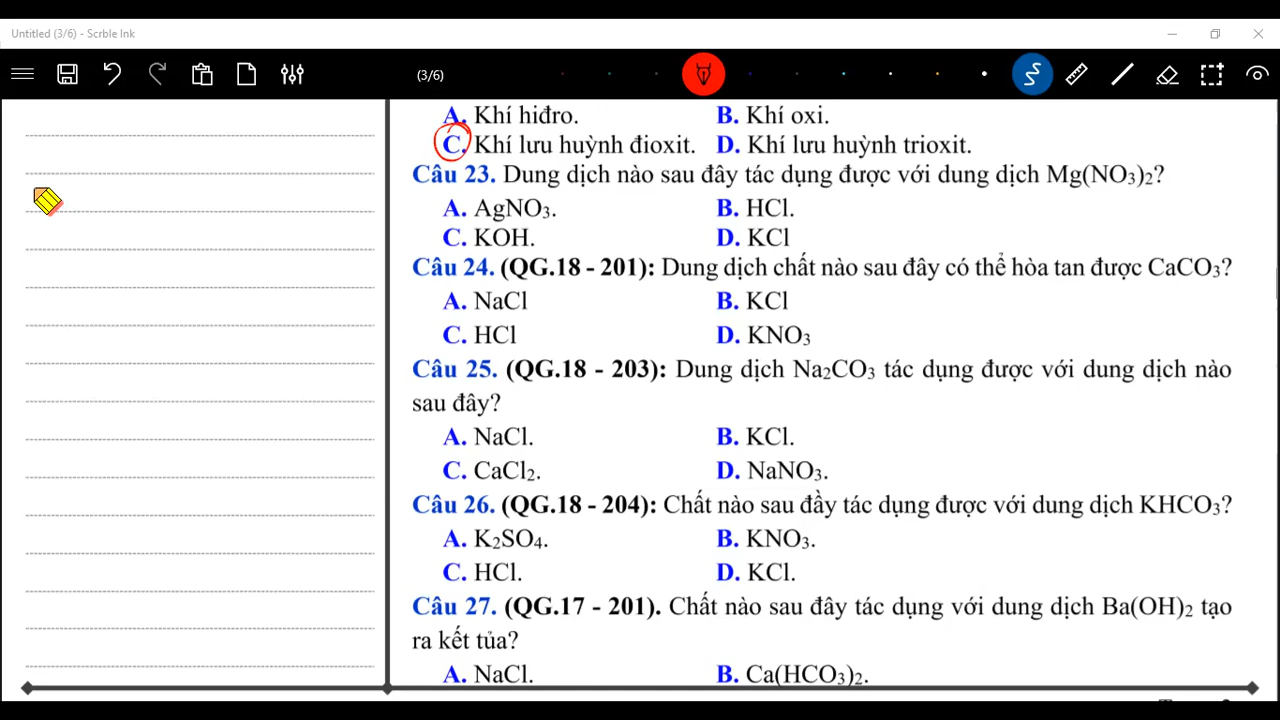 Untitled (3/6) - Scrble Ink
(3/6)
A. Khí hiđro. B. Khí oxi.
C. Khí lưu huỳnh đioxit. D. Khí lưu huỳnh trioxit.
Câu 23. Dung dịch nào sau đây tác dụng được với dung dịch Mg(NO₃)₂?
A. AgNO₃. B. HCl.
C. KOH. D. KCl
Câu 24. (QG.18 - 201): Dung dịch chất nào sau đây có thể hòa tan được CaCO₃?
A. NaCl B. KCl
C. HCl D. KNO₃
Câu 25. (QG.18 - 203): Dung dịch Na₂CO₃ tác dụng được với dung dịch nào
sau đây?
A. NaCl. B. KCl.
C. CaCl₂. D. NaNO₃.
Câu 26. (QG.18 - 204): Chất nào sau đầy tác dụng được với dung dịch KHCO₃?
A. K₂SO₄. B. KNO₃.
C. HCl. D. KCl.
Câu 27. (QG.17 - 201). Chất nào sau đây tác dụng với dung dịch Ba(OH)₂ tạo
ra kết tủa?
A. NaCl. B. Ca(HCO₃)₂.